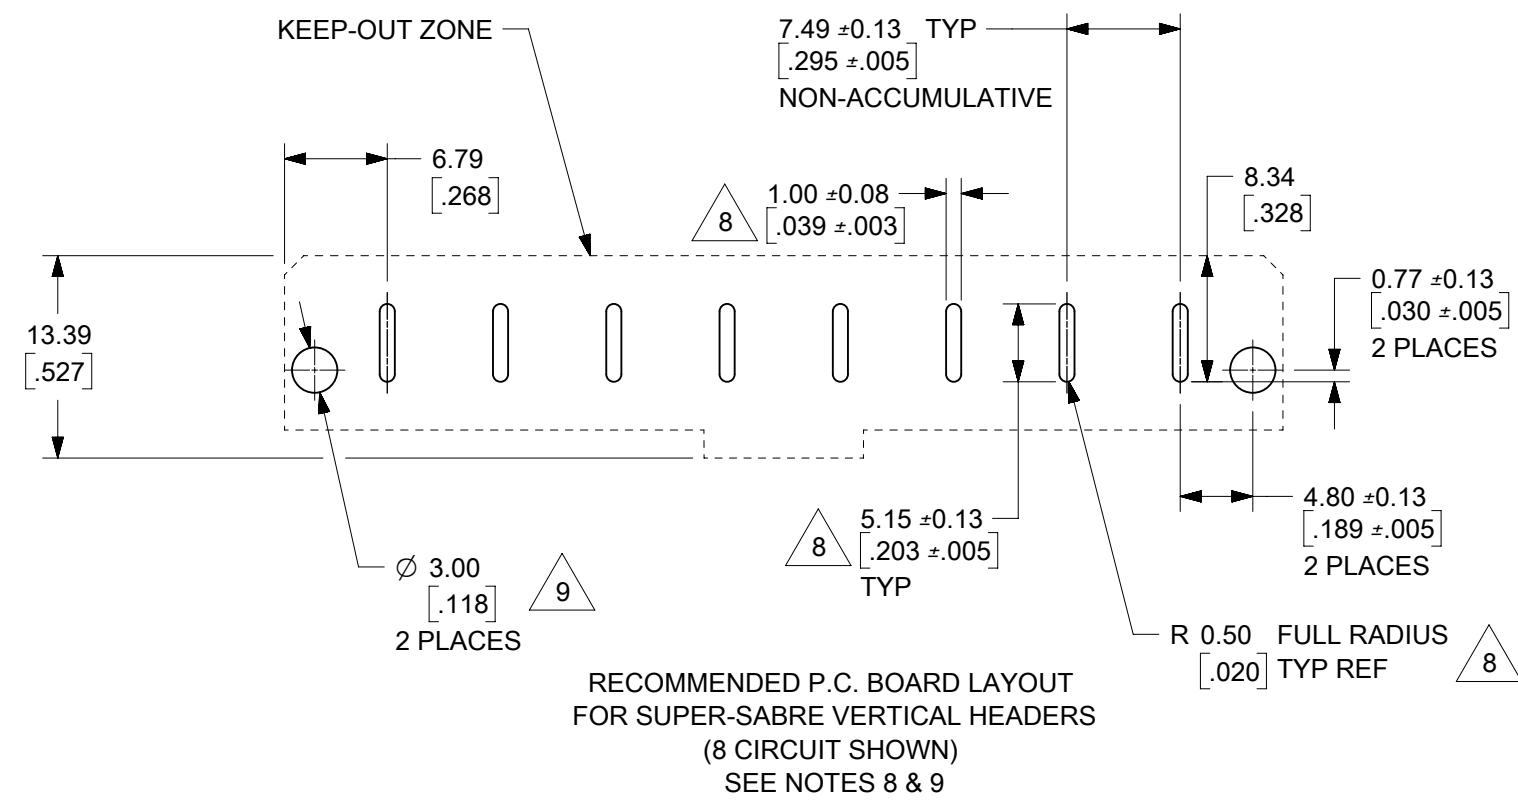 KEEP-OUT ZONE
7.49 ±0.13 TYP
[.295 ±.005]
NON-ACCUMULATIVE
6.79
[.268]
8
1.00 ±0.08
[.039 ±.003]
8.34
[.328]
13.39
[.527]
0.77 ±0.13
[.030 ±.005]
2 PLACES
8
5.15 ±0.13
[.203 ±.005]
TYP
4.80 ±0.13
[.189 ±.005]
2 PLACES
Ø 3.00
[.118]
2 PLACES
9
R 0.50 FULL RADIUS
[.020] TYP REF
8
RECOMMENDED P.C. BOARD LAYOUT
FOR SUPER-SABRE VERTICAL HEADERS
(8 CIRCUIT SHOWN)
SEE NOTES 8 & 9